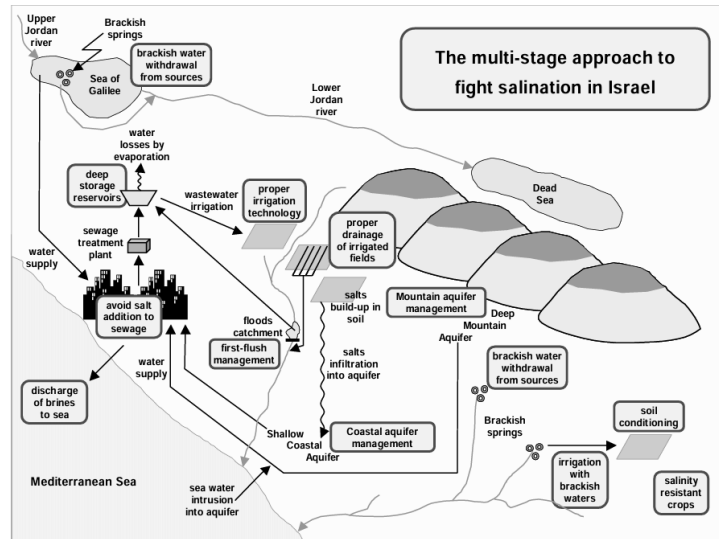 Upper
Jordan
river
Brackish
springs
Sea of
Galilee
brackish water
withdrawal
from sources
The multi-stage approach to
fight salination in Israel
Lower
Jordan
river
water
losses by
evaporation
deep
storage
reservoirs
wastewater
irrigation
proper
irrigation
technology
Dead
Sea
proper
drainage
of irrigated
fields
sewage
treatment
plant
water
supply
avoid salt
addition to
sewage
salts
build-up in
soil
Mountain aquifer
management
Deep
Mountain
Aquifer
floods
catchment
first-flush
management
water
supply
salts
infiltration
into aquifer
brackish water
withdrawal
from sources
discharge
of brines
to sea
Shallow
Coastal
Aquifer
Coastal aquifer
management
Brackish
springs
soil
conditioning
Mediterranean Sea
sea water
intrusion
into aquifer
irrigation
with
brackish
waters
salinity
resistant
crops